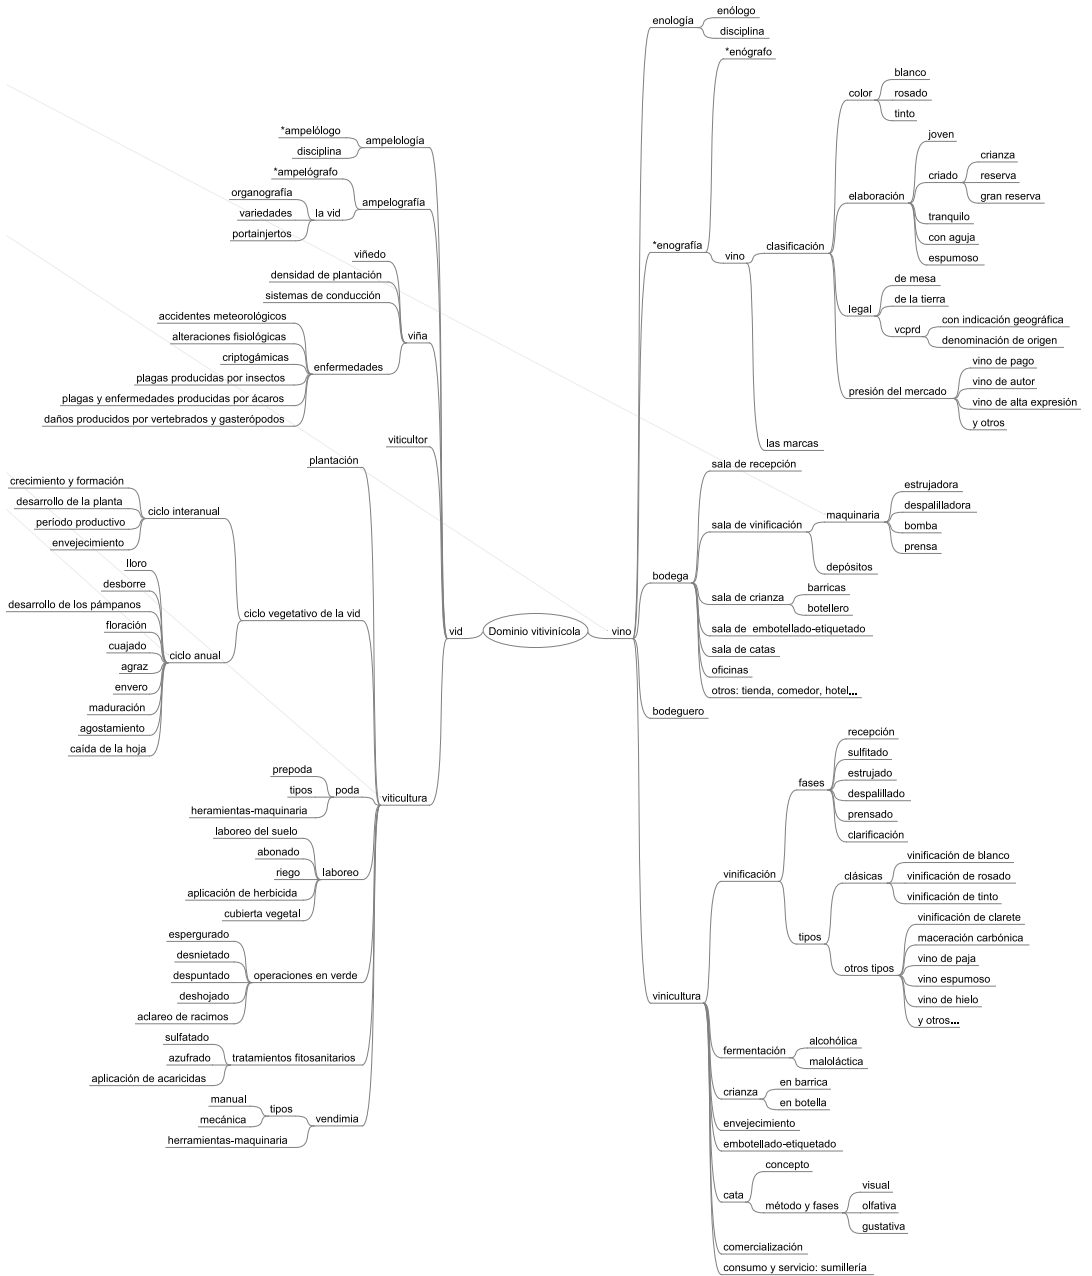 Dominio vitivinícola
vid
ampelología
*ampelólogo
disciplina
ampelografía
*ampelógrafo
la vid
organografía
variedades
portainjertos
viña
viñedo
densidad de plantación
sistemas de conducción
enfermedades
accidentes meteorológicos
alteraciones fisiológicas
criptogámicas
plagas producidas por insectos
plagas y enfermedades producidas por ácaros
daños producidos por vertebrados y gasterópodos
viticultor
viticultura
plantación
ciclo vegetativo de la vid
ciclo interanual
crecimiento y formación
desarrollo de la planta
período productivo
envejecimiento
ciclo anual
lloro
desborre
desarrollo de los pámpanos
floración
cuajado
agraz
envero
maduración
agostamiento
caída de la hoja
poda
prepoda
tipos
heramientas-maquinaria
laboreo
laboreo del suelo
abonado
riego
aplicación de herbicida
cubierta vegetal
operaciones en verde
espergurado
desnietado
despuntado
deshojado
aclareo de racimos
tratamientos fitosanitarios
sulfatado
azufrado
aplicación de acaricidas
vendimia
tipos
manual
mecánica
herramientas-maquinaria
vino
enología
enólogo
disciplina
*enografía
*enógrafo
vino
clasificación
color
blanco
rosado
tinto
elaboración
joven
criado
crianza
reserva
gran reserva
tranquilo
con aguja
espumoso
legal
de mesa
de la tierra
vcprd
con indicación geográfica
denominación de origen
presión del mercado
vino de pago
vino de autor
vino de alta expresión
y otros
las marcas
bodega
sala de recepción
sala de vinificación
maquinaria
estrujadora
despalilladora
bomba
prensa
depósitos
sala de crianza
barricas
botellero
sala de embotellado-etiquetado
sala de catas
oficinas
otros: tienda, comedor, hotel...
bodeguero
vinicultura
vinificación
fases
recepción
sulfitado
estrujado
despalillado
prensado
clarificación
tipos
clásicas
vinificación de blanco
vinificación de rosado
vinificación de tinto
otros tipos
vinificación de clarete
maceración carbónica
vino de paja
vino espumoso
vino de hielo
y otros...
fermentación
alcohólica
maloláctica
crianza
en barrica
en botella
envejecimiento
embotellado-etiquetado
cata
concepto
método y fases
visual
olfativa
gustativa
comercialización
consumo y servicio: sumillería